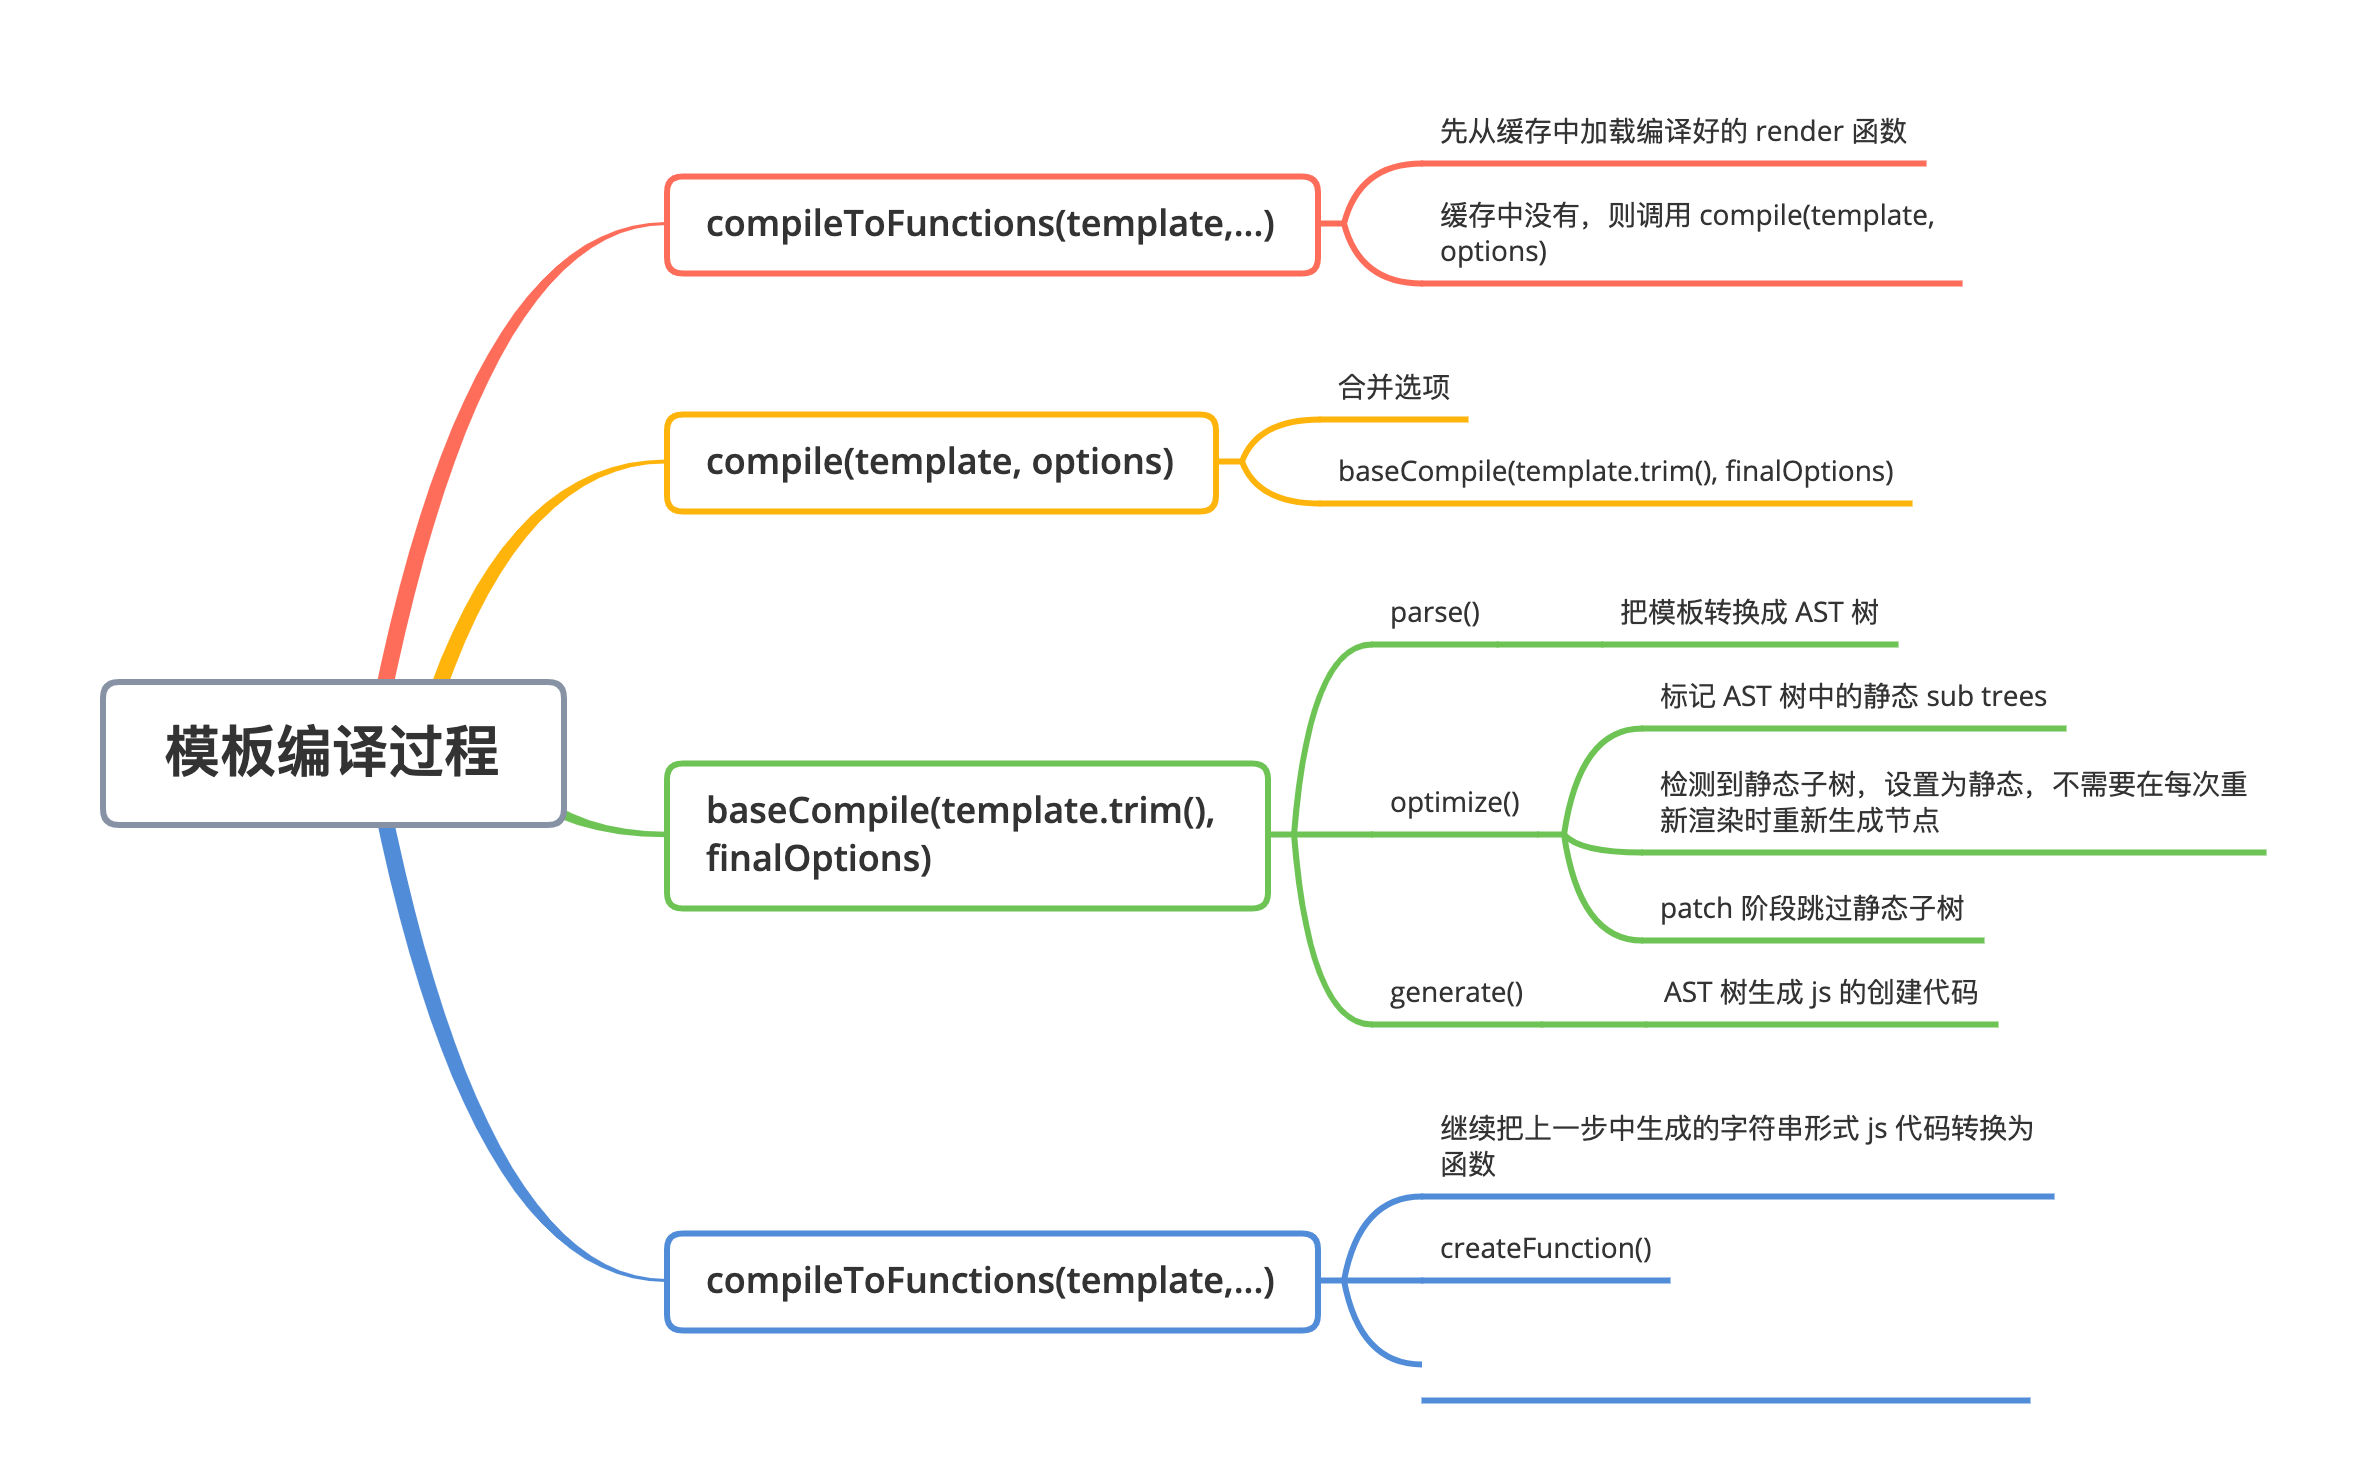 模板编译过程
compileToFunctions(template,...)
先从缓存中加载编译好的 render 函数
缓存中没有，则调用 compile(template,
options)
compile(template, options)
合并选项
baseCompile(template.trim(), finalOptions)
baseCompile(template.trim(),
finalOptions)
parse()
把模板转换成 AST 树
optimize()
标记 AST 树中的静态 sub trees
检测到静态子树，设置为静态，不需要在每次重
新渲染时重新生成节点
patch 阶段跳过静态子树
generate()
AST 树生成 js 的创建代码
compileToFunctions(template,...)
继续把上一步中生成的字符串形式 js 代码转换为
函数
createFunction()